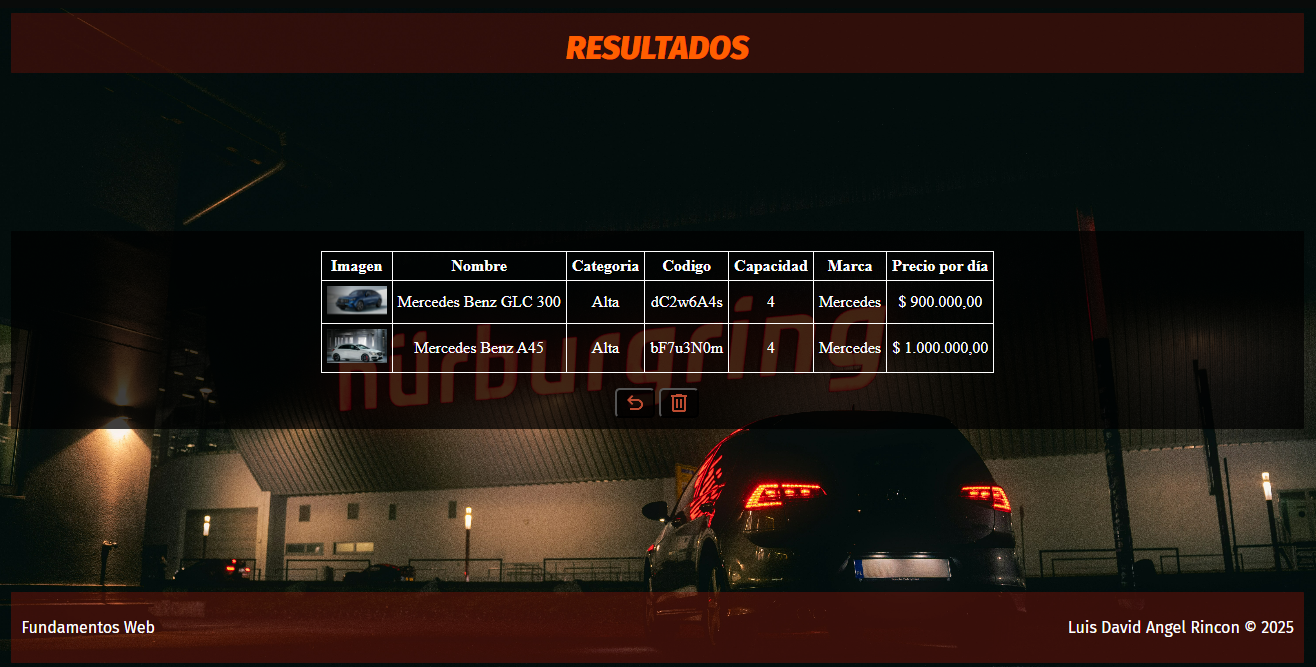 RESULTADOS
Imagen Nombre Categoria Codigo Capacidad Marca Precio por día
Mercedes Benz GLC 300 Alta dC2w6A4s 4 Mercedes $ 900.000,00
Mercedes Benz A45 Alta bF7u3N0m 4 Mercedes $ 1.000.000,00
nürburgring
Fundamentos Web
Luis David Angel Rincon © 2025